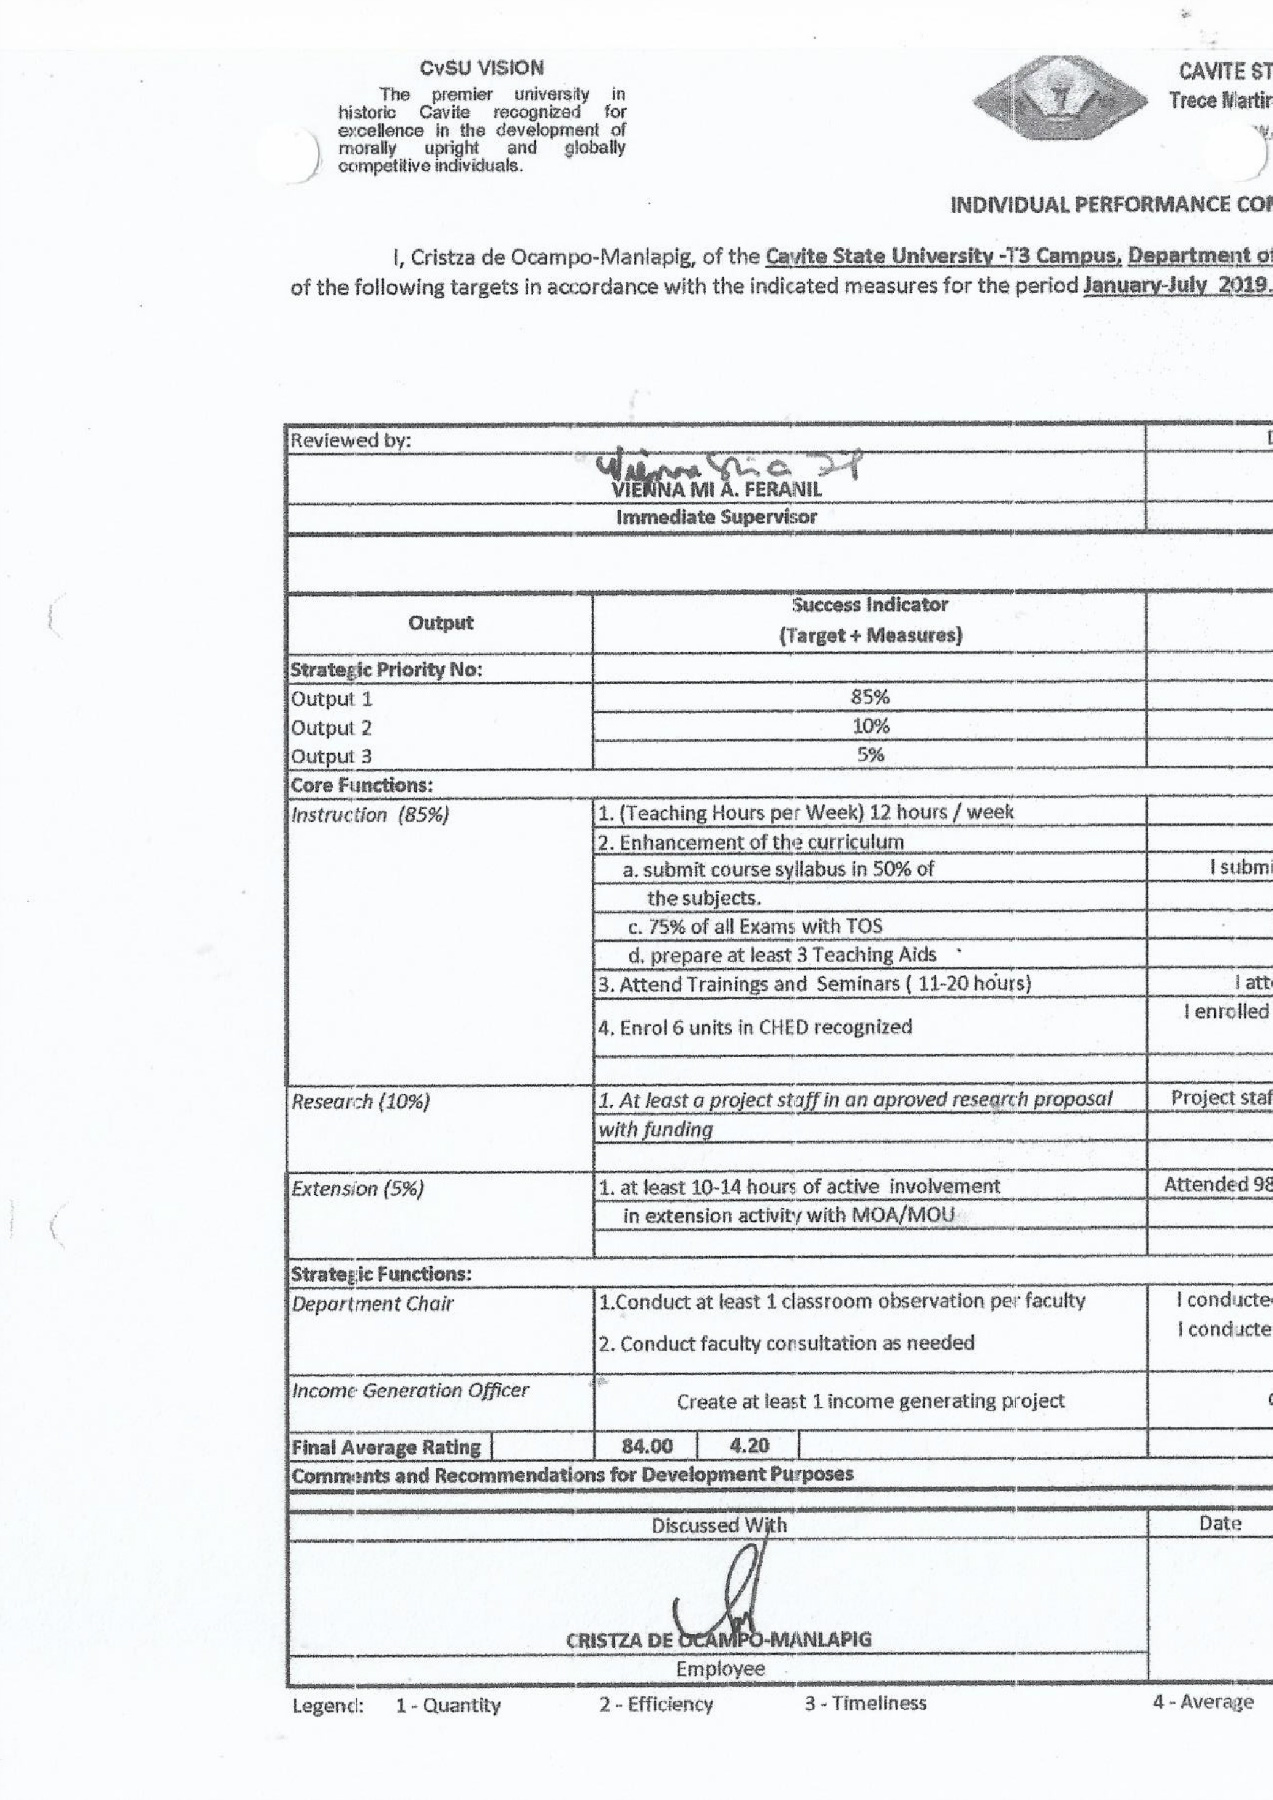 CvSU VISION
The premier university in
historic Cavite recognized for
excellence in the development of
morally upright and globally
competitive individuals.
CAVITE ST
Trece Martir
INDIVIDUAL PERFORMANCE CO
I, Cristza de Ocampo-Manlapig, of the Cavite State University -T3 Campus, Department of
of the following targets in accordance with the indicated measures for the period January-July 2019.
Reviewed by:
VIENNA MI A. FERANIL
Immediate Supervisor
Output
Success Indicator
(Target + Measures)
Strategic Priority No:
Output 1 85%
Output 2 10%
Output 3 5%
Core Functions:
Instruction (85%) 1. (Teaching Hours per Week) 12 hours / week
2. Enhancement of the curriculum
a. submit course syllabus in 50% of I submi
the subjects.
c. 75% of all Exams with TOS
d. prepare at least 3 Teaching Aids
3. Attend Trainings and Seminars ( 11-20 hours) I att
I enrolled
4. Enrol 6 units in CHED recognized
Research (10%) 1. At least a project staff in an aproved research proposal Project staf
with funding
Extension (5%) 1. at least 10-14 hours of active involvement Attended 98
in extension activity with MOA/MOU
Strategic Functions:
Department Chair 1.Conduct at least 1 classroom observation per faculty I conducte
I conducte
2. Conduct faculty consultation as needed
Income Generation Officer
Create at least 1 income generating project
Final Average Rating 84.00 4.20
Comments and Recommendations for Development Purposes
Discussed With Date
CRISTZA DE OCAMPO-MANLAPIG
Employee
Legend: 1 - Quantity 2 - Efficiency 3 - Timeliness 4 - Average